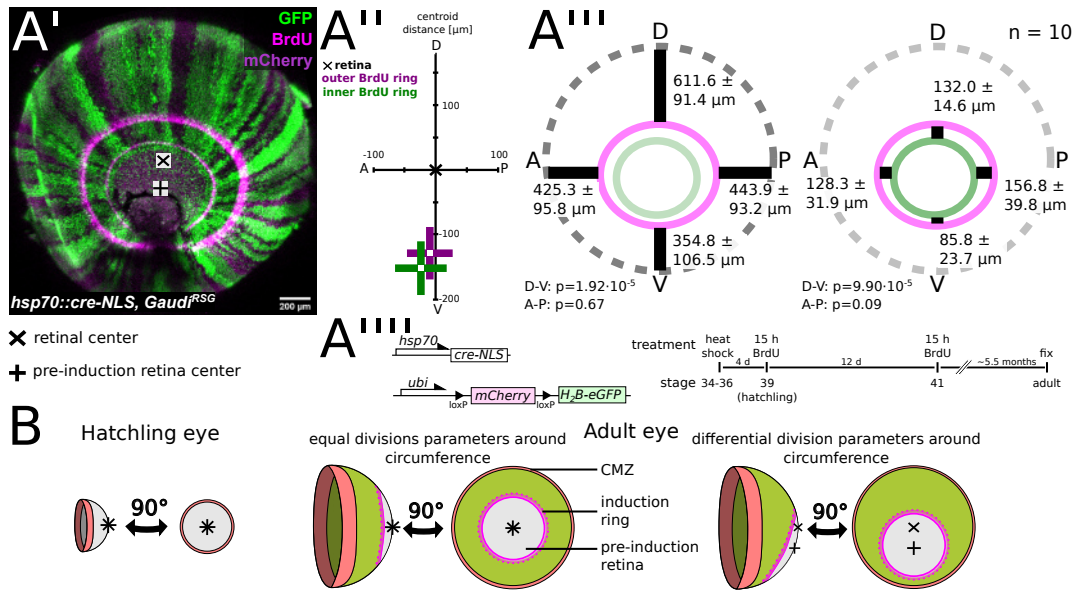 A'
GFP
BrdU
mCherry
hsp70::cre-NLS, Gaudí^RSG
200 µm
× retinal center
+ pre-induction retina center
A''
centroid
distance [µm]
D
×retina
outer BrdU ring
inner BrdU ring
100
-100
100
A
P
-100
-200
V
A'''
n = 10
D
611.6 ±
91.4 µm
A
P
425.3 ±
95.8 µm
443.9 ±
93.2 µm
354.8 ±
106.5 µm
V
D-V: p=1.92·10^-5
A-P: p=0.67
D
132.0 ±
14.6 µm
A
P
128.3 ±
31.9 µm
156.8 ±
39.8 µm
85.8 ±
23.7 µm
V
D-V: p=9.90·10^-5
A-P: p=0.09
A''''
hsp70
cre-NLS
ubi
loxP
mCherry
loxP
H₂B-eGFP
treatment
heat
shock
15 h
BrdU
15 h
BrdU
fix
4 d
12 d
~5.5 months
stage
34-36
39
(hatchling)
41
adult
B
Hatchling eye
90°
Adult eye
equal divisions parameters around
circumference
90°
CMZ
induction
ring
pre-induction
retina
differential division parameters around
circumference
90°